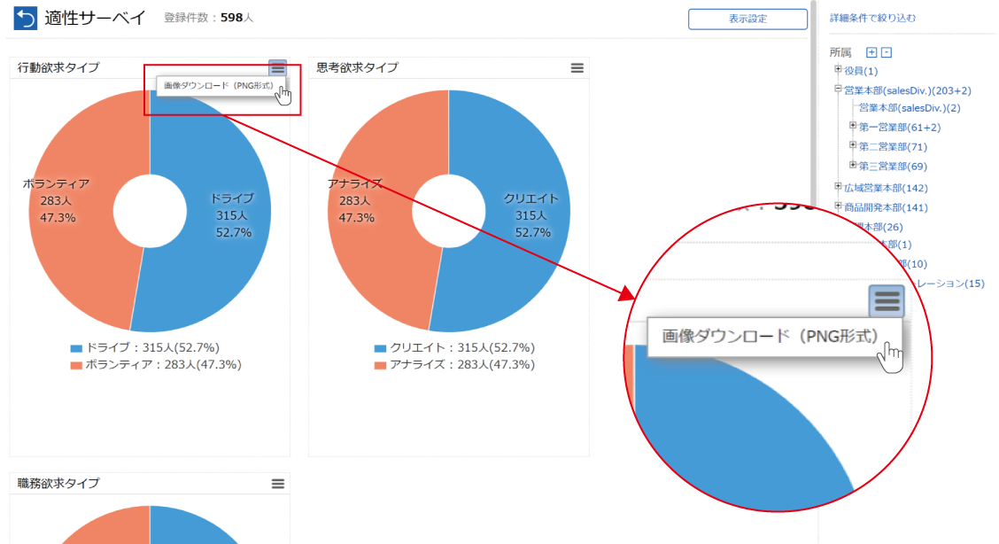 適性サーベイ 登録件数：598人
表示設定
詳細条件で絞り込む
行動欲求タイプ
画像ダウンロード（PNG形式）
ボランティア
283人
47.3%
ドライブ
315人
52.7%
ドライブ：315人(52.7%)
ボランティア：283人(47.3%)
思考欲求タイプ
アナライズ
283人
47.3%
クリエイト
315人
52.7%
クリエイト：315人(52.7%)
アナライズ：283人(47.3%)
職務欲求タイプ
所属
役員(1)
営業本部(salesDiv.)(203+2)
営業本部(salesDiv.)(2)
第一営業部(61+2)
第二営業部(71)
第三営業部(69)
広域営業本部(142)
商品開発本部(141)
本部(26)
本部(1)
部(10)
レーション(15)
画像ダウンロード（PNG形式）